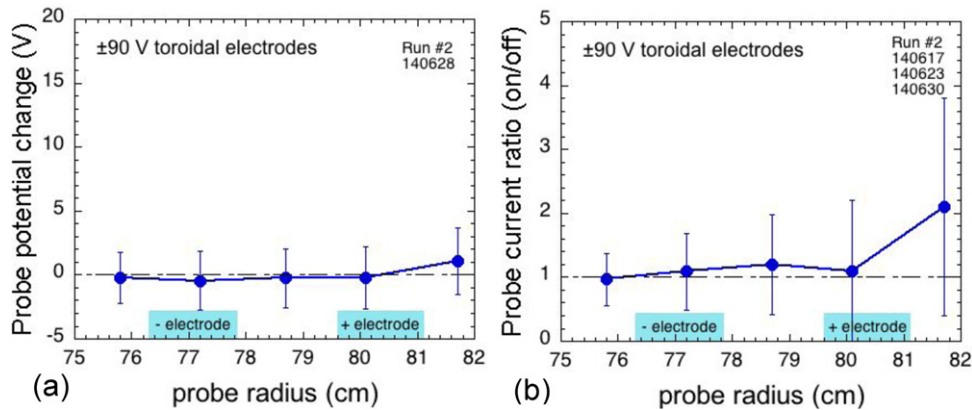 Probe potential change (V)
20
15
10
5
0
-5
±90 V toroidal electrodes
Run #2
140628
- electrode
+ electrode
75 76 77 78 79 80 81 82
(a)
probe radius (cm)
Probe current ratio (on/off)
5
4
3
2
1
0
±90 V toroidal electrodes
Run #2
140617
140623
140630
- electrode
+ electrode
75 76 77 78 79 80 81 82
(b)
probe radius (cm)